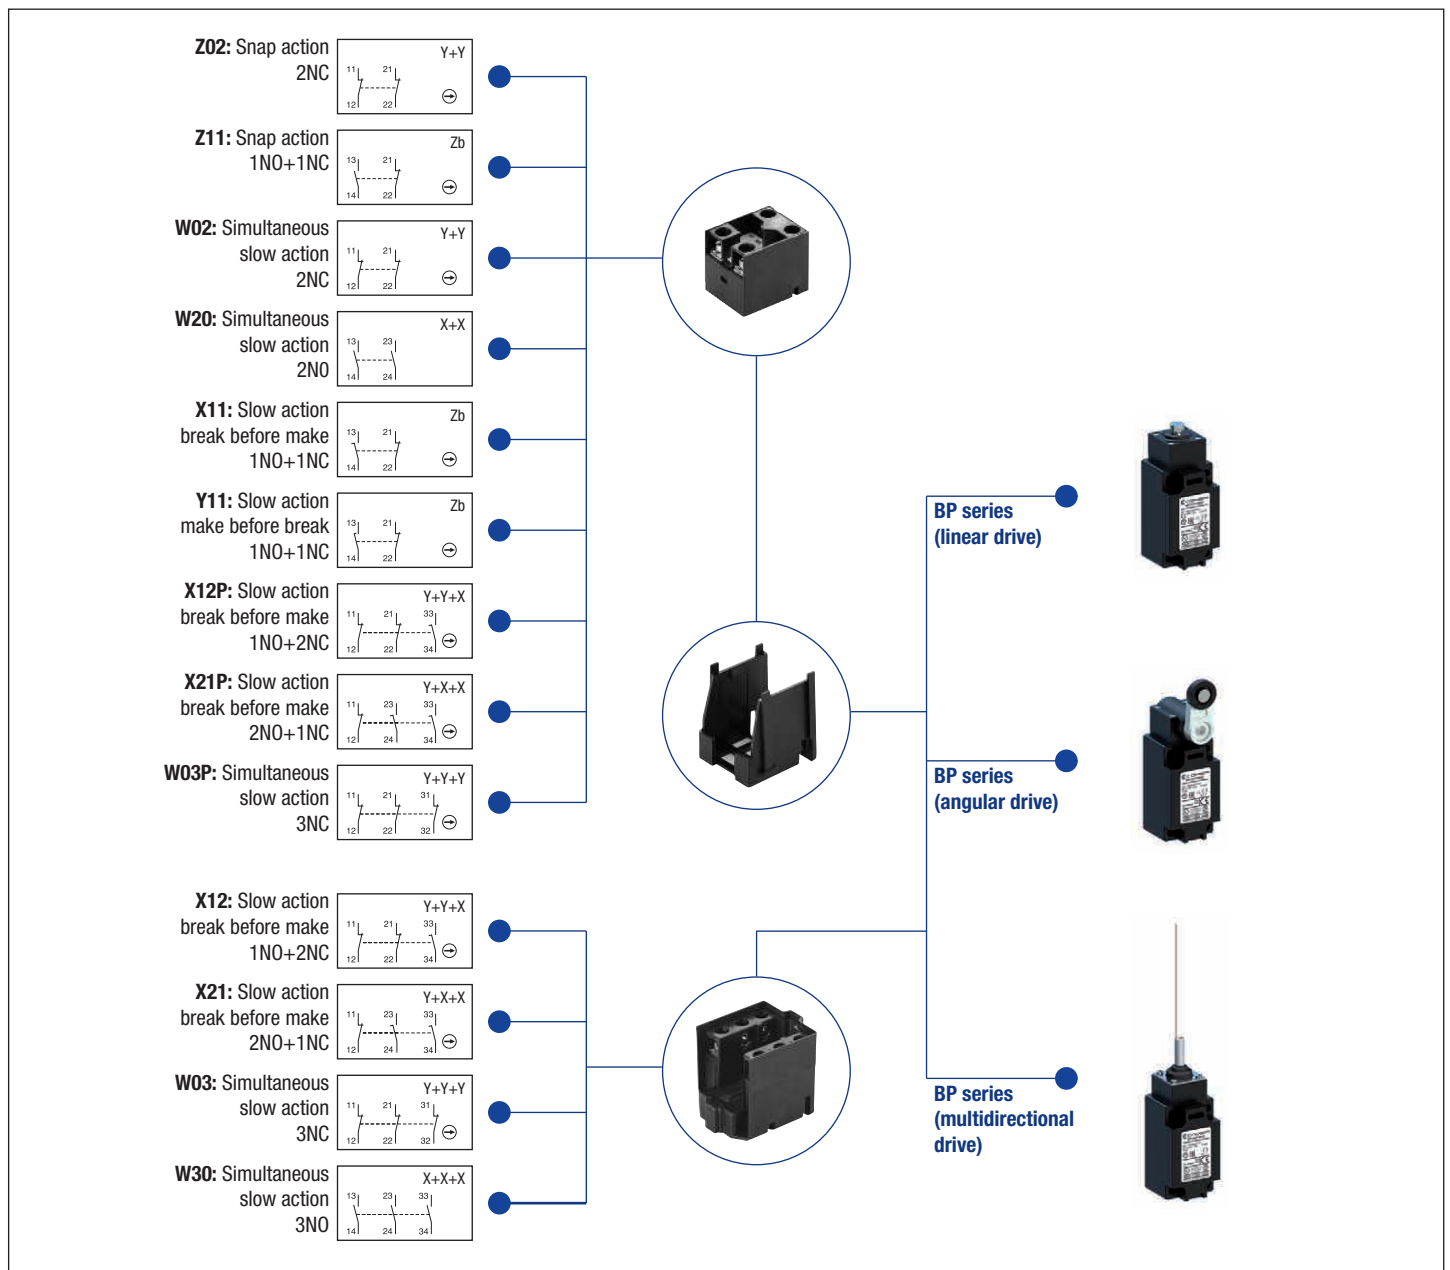 Z02: Snap action
2NC
Y+Y
11 21
12 22
Z11: Snap action
1NO+1NC
Zb
13 21
14 22
W02: Simultaneous
slow action
2NC
Y+Y
11 21
12 22
W20: Simultaneous
slow action
2NO
X+X
13 23
14 24
X11: Slow action
break before make
1NO+1NC
Zb
13 21
14 22
Y11: Slow action
make before break
1NO+1NC
Zb
13 21
14 22
X12P: Slow action
break before make
1NO+2NC
Y+Y+X
11 21 33
12 22 34
X21P: Slow action
break before make
2NO+1NC
Y+X+X
11 23 33
12 24 34
W03P: Simultaneous
slow action
3NC
Y+Y+Y
11 21 31
12 22 32
X12: Slow action
break before make
1NO+2NC
Y+Y+X
11 21 33
12 22 34
X21: Slow action
break before make
2NO+1NC
Y+X+X
11 23 33
12 24 34
W03: Simultaneous
slow action
3NC
Y+Y+Y
11 21 31
12 22 32
W30: Simultaneous
slow action
3NO
X+X+X
13 23 33
14 24 34
BP series
(linear drive)
BP series
(angular drive)
BP series
(multidirectional
drive)